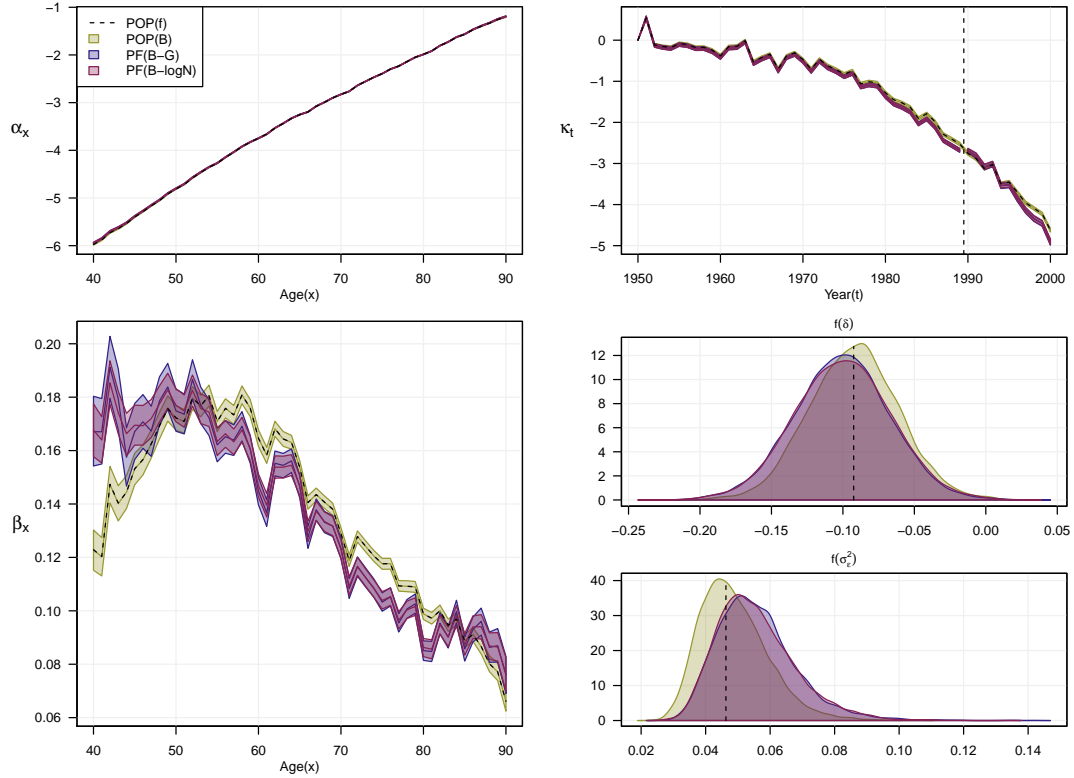 POP(f)
POP(B)
PF(B−G)
PF(B−logN)
αx
−1
−2
−3
−4
−5
−6
40 50 60 70 80 90
Age(x)
κt
0
−1
−2
−3
−4
−5
1950 1960 1970 1980 1990 2000
Year(t)
βx
0.20
0.18
0.16
0.14
0.12
0.10
0.08
0.06
40 50 60 70 80 90
Age(x)
f(δ)
12
10
8
6
4
2
0
−0.25 −0.20 −0.15 −0.10 −0.05 0.00 0.05
f(σ²ε)
40
30
20
10
0
0.02 0.04 0.06 0.08 0.10 0.12 0.14